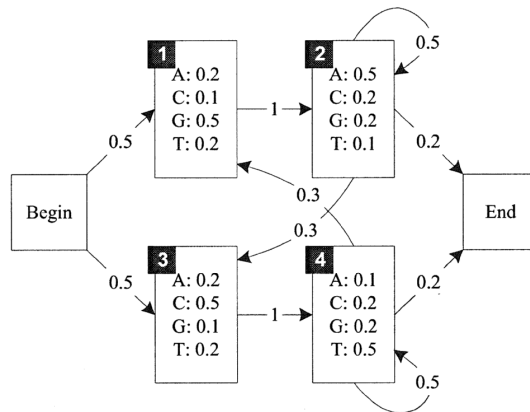 1
A: 0.2
C: 0.1
G: 0.5
T: 0.2
2
A: 0.5
C: 0.2
G: 0.2
T: 0.1
0.5
0.5
1
0.2
Begin
0.3
0.3
End
0.5
3
A: 0.2
C: 0.5
G: 0.1
T: 0.2
1
4
A: 0.1
C: 0.2
G: 0.2
T: 0.5
0.2
0.5